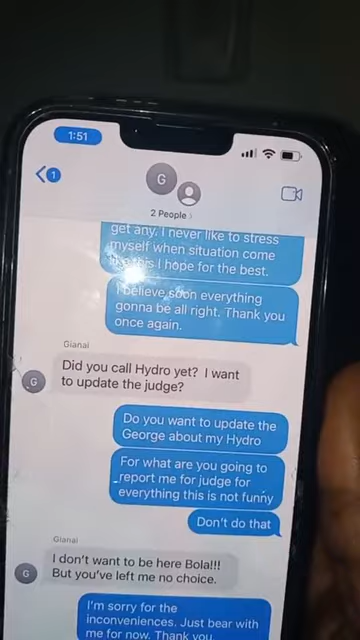 1:51
1
G
2 People
get any. I never like to stress
myself when situation come
this I hope for the best.
I believe soon everything
gonna be all right. Thank you
once again.
Gianai
Did you call Hydro yet? I want
to update the judge?
G
Do you want to update the
George about my Hydro
For what are you going to
report me for judge for
everything this is not funny
Don't do that
Gianai
I don't want to be here Bola!!!
But you've left me no choice.
G
I'm sorry for the
inconveniences. Just bear with
me for now. Thank you